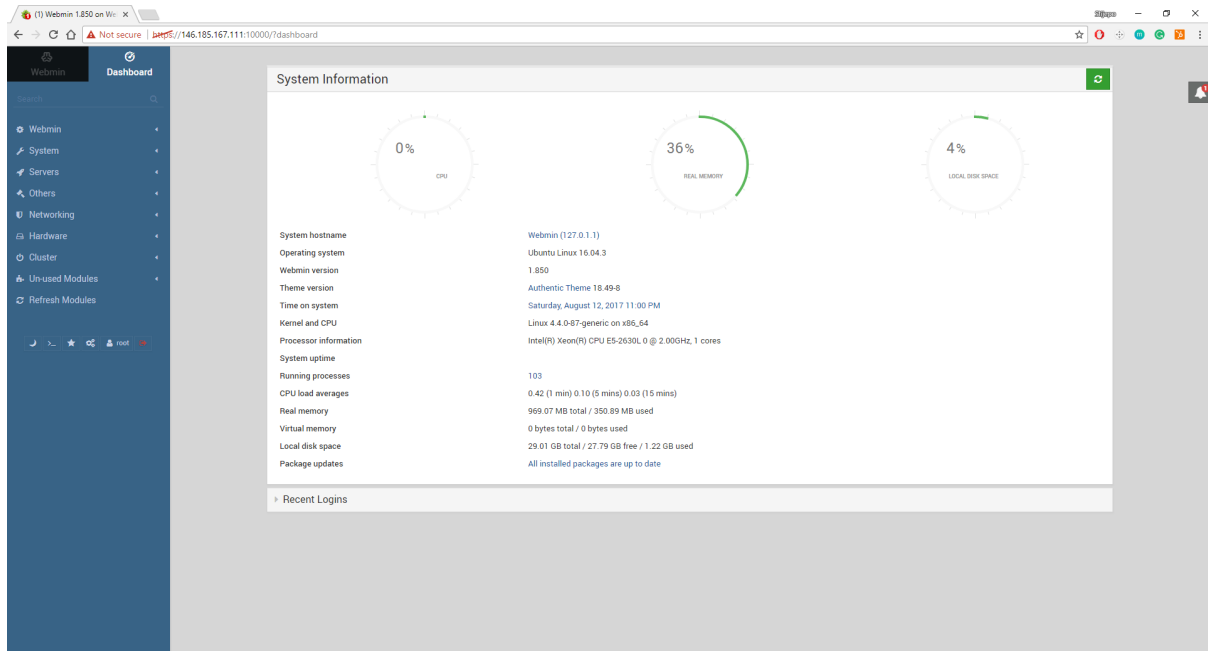 (1) Webmin 1.850 on We
Not secure | https://146.185.167.111:10000/?dashboard
Webmin
Dashboard
Search
Webmin
System
Servers
Others
Networking
Hardware
Cluster
Un-used Modules
Refresh Modules
root
System Information
0%
CPU
36%
REAL MEMORY
4%
LOCAL DISK SPACE
System hostname Webmin (127.0.1.1)
Operating system Ubuntu Linux 16.04.3
Webmin version 1.850
Theme version Authentic Theme 18.49-8
Time on system Saturday, August 12, 2017 11:00 PM
Kernel and CPU Linux 4.4.0-87-generic on x86_64
Processor information Intel(R) Xeon(R) CPU E5-2630L 0 @ 2.00GHz, 1 cores
System uptime
Running processes 103
CPU load averages 0.42 (1 min) 0.10 (5 mins) 0.03 (15 mins)
Real memory 969.07 MB total / 350.89 MB used
Virtual memory 0 bytes total / 0 bytes used
Local disk space 29.01 GB total / 27.79 GB free / 1.22 GB used
Package updates All installed packages are up to date
Recent Logins
1